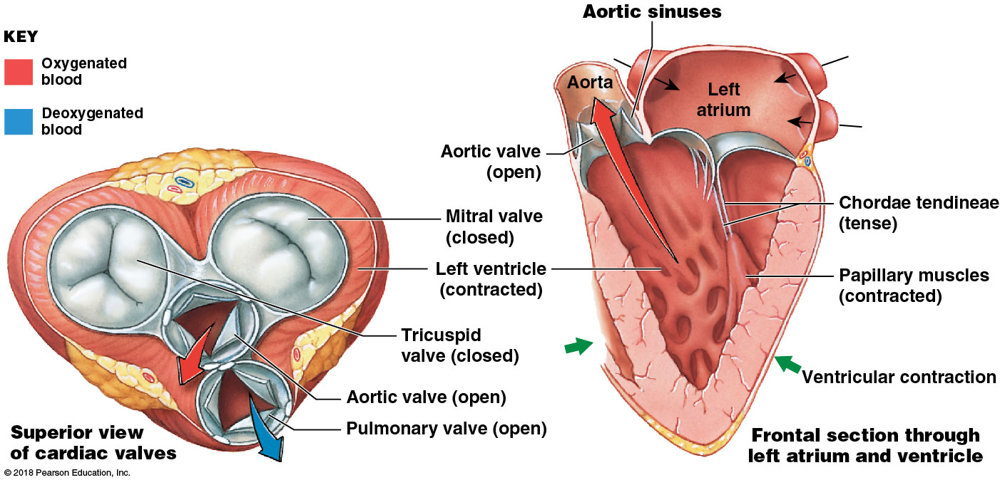 KEY
Oxygenated
blood
Deoxygenated
blood
Aortic sinuses
Aorta
Left
atrium
Aortic valve
(open)
Mitral valve
(closed)
Left ventricle
(contracted)
Chordae tendineae
(tense)
Papillary muscles
(contracted)
Tricuspid
valve (closed)
Ventricular contraction
Aortic valve (open)
Pulmonary valve (open)
Superior view
of cardiac valves
Frontal section through
left atrium and ventricle
© 2018 Pearson Education, Inc.